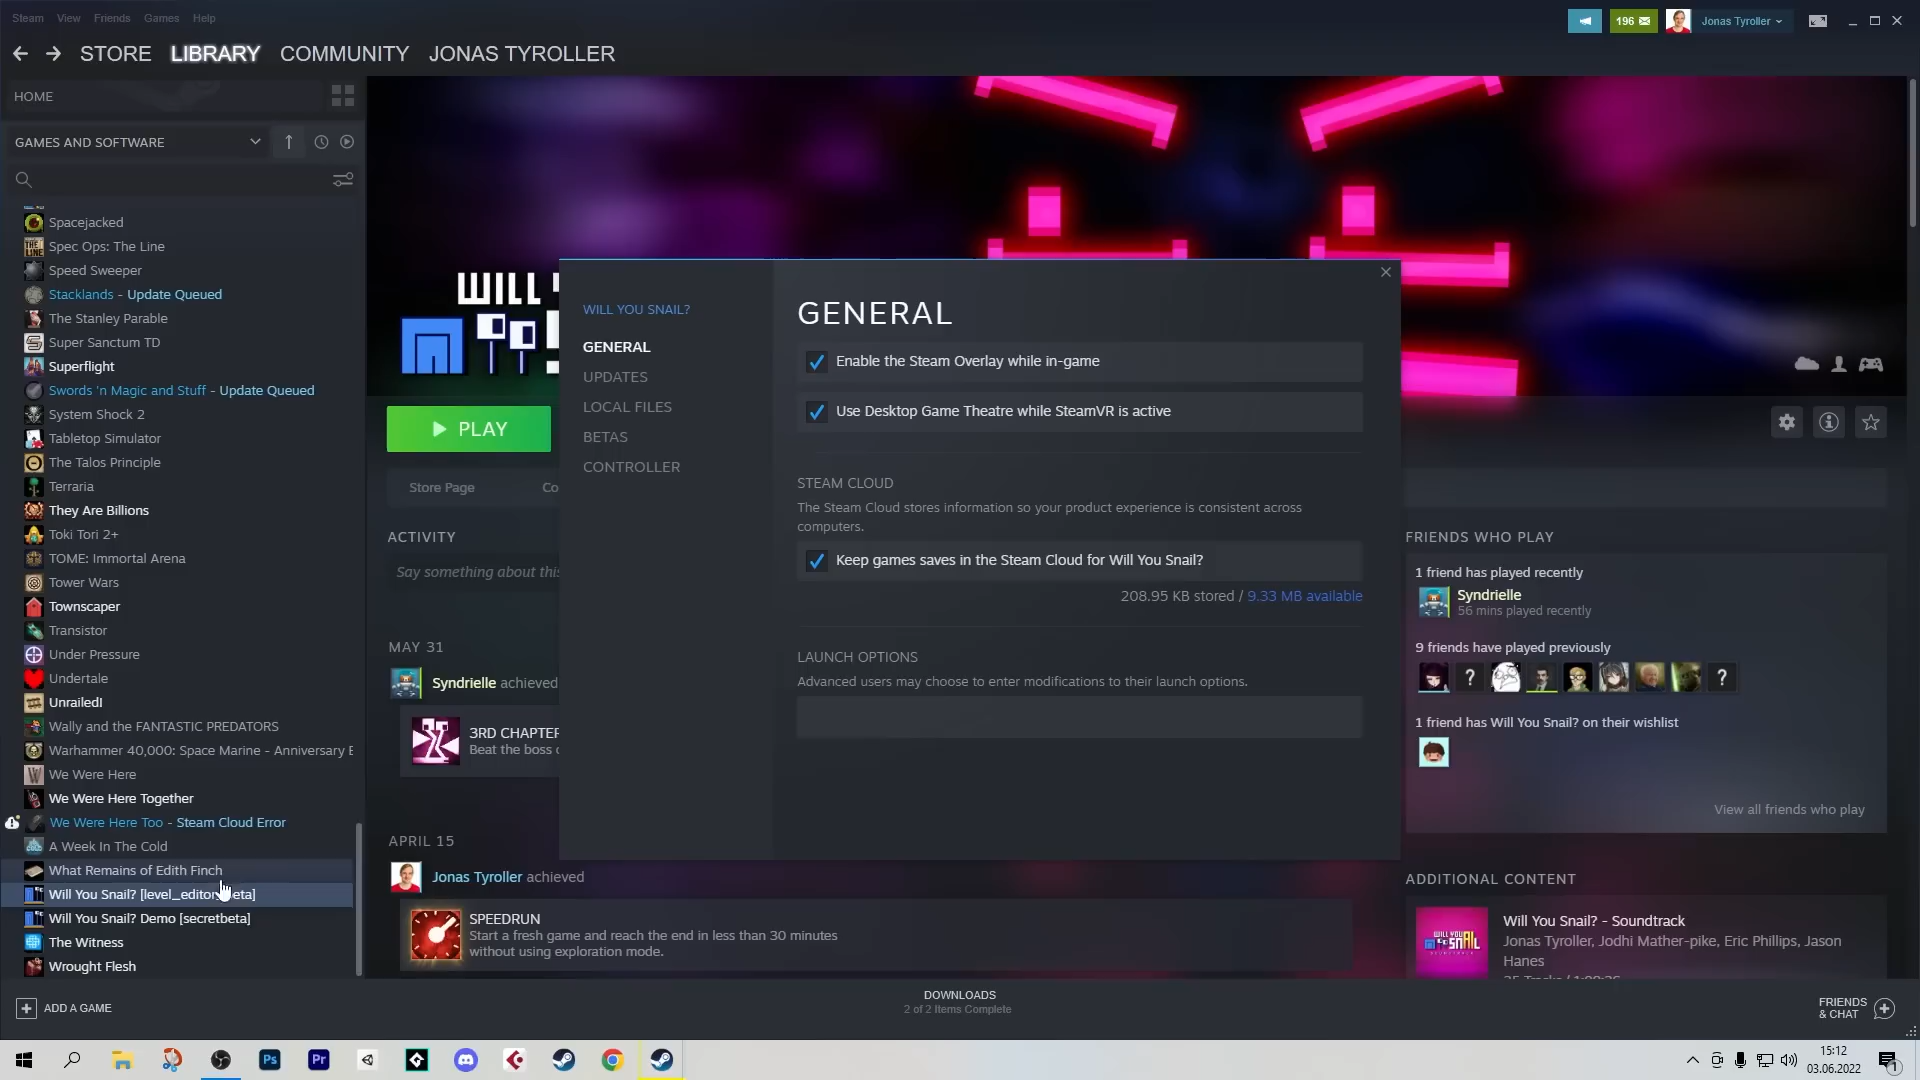 Steam View Friends Games Help
196
Jonas Tyroller
STORE LIBRARY COMMUNITY JONAS TYROLLER
HOME
GAMES AND SOFTWARE
Spacejacked
Spec Ops: The Line
Speed Sweeper
Stacklands - Update Queued
The Stanley Parable
Super Sanctum TD
Superflight
Swords 'n Magic and Stuff - Update Queued
System Shock 2
Tabletop Simulator
The Talos Principle
Terraria
They Are Billions
Toki Tori 2+
TOME: Immortal Arena
Tower Wars
Townscaper
Transistor
Under Pressure
Undertale
Unrailed!
Wally and the FANTASTIC PREDATORS
Warhammer 40,000: Space Marine - Anniversary E
We Were Here
We Were Here Together
We Were Here Too - Steam Cloud Error
A Week In The Cold
What Remains of Edith Finch
Will You Snail? [level_editor eta]
Will You Snail? Demo [secretbeta]
The Witness
Wrought Flesh
ADD A GAME
WILL
PLAY
Store Page Co
ACTIVITY
Say something about this
MAY 31
Syndrielle achieved
3RD CHAPTER
Beat the boss
APRIL 15
Jonas Tyroller achieved
SPEEDRUN
Start a fresh game and reach the end in less than 30 minutes
without using exploration mode.
WILL YOU SNAIL?
GENERAL
UPDATES
LOCAL FILES
BETAS
CONTROLLER
GENERAL
Enable the Steam Overlay while in-game
Use Desktop Game Theatre while SteamVR is active
STEAM CLOUD
The Steam Cloud stores information so your product experience is consistent across
computers.
Keep games saves in the Steam Cloud for Will You Snail?
208.95 KB stored / 9.33 MB available
LAUNCH OPTIONS
Advanced users may choose to enter modifications to their launch options.
FRIENDS WHO PLAY
1 friend has played recently
Syndrielle
56 mins played recently
9 friends have played previously
? ?
1 friend has Will You Snail? on their wishlist
View all friends who play
ADDITIONAL CONTENT
WILL YOU SNAIL
Will You Snail? - Soundtrack
Jonas Tyroller, Jodhi Mather-pike, Eric Phillips, Jason
Hanes
DOWNLOADS
2 of 2 Items Complete
FRIENDS
& CHAT
Ps Pr
15:12
03.06.2022
1